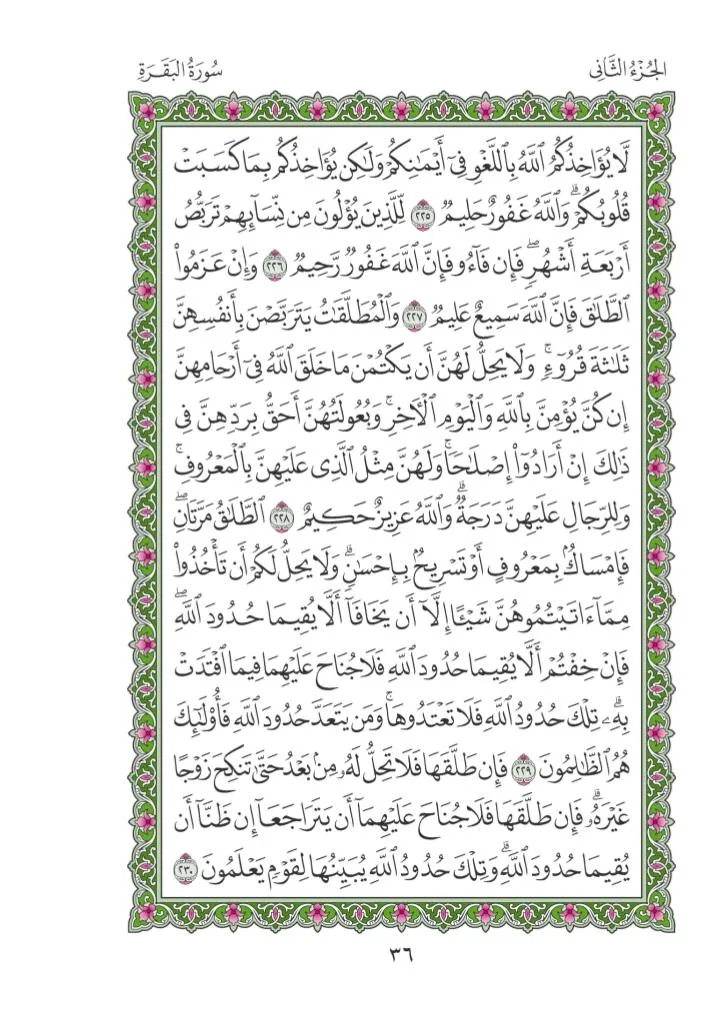 الجُزْءُ الثَّانِى
سُورَةُ البَقَرَةِ
لَّا يُؤَاخِذُكُمُ ٱللَّهُ بِٱللَّغْوِ فِىٓ أَيْمَـٰنِكُمْ وَلَـٰكِن يُؤَاخِذُكُم بِمَا كَسَبَتْ
قُلُوبُكُمْ ۗ وَٱللَّهُ غَفُورٌ حَلِيمٌ ٢٢٥ لِّلَّذِينَ يُؤْلُونَ مِن نِّسَآئِهِمْ تَرَبُّصُ
أَرْبَعَةِ أَشْهُرٍ ۖ فَإِن فَآءُو فَإِنَّ ٱللَّهَ غَفُورٌ رَّحِيمٌ ٢٢٦ وَإِنْ عَزَمُوا۟
ٱلطَّلَـٰقَ فَإِنَّ ٱللَّهَ سَمِيعٌ عَلِيمٌ ٢٢٧ وَٱلْمُطَلَّقَـٰتُ يَتَرَبَّصْنَ بِأَنفُسِهِنَّ
ثَلَـٰثَةَ قُرُوٓءٍ ۚ وَلَا يَحِلُّ لَهُنَّ أَن يَكْتُمْنَ مَا خَلَقَ ٱللَّهُ فِىٓ أَرْحَامِهِنَّ
إِن كُنَّ يُؤْمِنَّ بِٱللَّهِ وَٱلْيَوْمِ ٱلْـَٔاخِرِ ۚ وَبُعُولَتُهُنَّ أَحَقُّ بِرَدِّهِنَّ فِى
ذَٰلِكَ إِنْ أَرَادُوٓا۟ إِصْلَـٰحًا ۚ وَلَهُنَّ مِثْلُ ٱلَّذِى عَلَيْهِنَّ بِٱلْمَعْرُوفِ ۚ
وَلِلرِّجَالِ عَلَيْهِنَّ دَرَجَةٌ ۗ وَٱللَّهُ عَزِيزٌ حَكِيمٌ ٢٢٨ ٱلطَّلَـٰقُ مَرَّتَانِ ۖ
فَإِمْسَاكٌۢ بِمَعْرُوفٍ أَوْ تَسْرِيحٌۢ بِإِحْسَـٰنٍ ۗ وَلَا يَحِلُّ لَكُمْ أَن تَأْخُذُوا۟
مِمَّآ ءَاتَيْتُمُوهُنَّ شَيْـًٔا إِلَّآ أَن يَخَافَآ أَلَّا يُقِيمَا حُدُودَ ٱللَّهِ ۖ
فَإِنْ خِفْتُمْ أَلَّا يُقِيمَا حُدُودَ ٱللَّهِ فَلَا جُنَاحَ عَلَيْهِمَا فِيمَا ٱفْتَدَتْ
بِهِۦ ۗ تِلْكَ حُدُودُ ٱللَّهِ فَلَا تَعْتَدُوهَا ۚ وَمَن يَتَعَدَّ حُدُودَ ٱللَّهِ فَأُو۟لَـٰٓئِكَ
هُمُ ٱلظَّـٰلِمُونَ ٢٢٩ فَإِن طَلَّقَهَا فَلَا تَحِلُّ لَهُۥ مِنۢ بَعْدُ حَتَّىٰ تَنكِحَ زَوْجًا
غَيْرَهُۥ ۗ فَإِن طَلَّقَهَا فَلَا جُنَاحَ عَلَيْهِمَآ أَن يَتَرَاجَعَآ إِن ظَنَّآ أَن
يُقِيمَا حُدُودَ ٱللَّهِ ۗ وَتِلْكَ حُدُودُ ٱللَّهِ يُبَيِّنُهَا لِقَوْمٍ يَعْلَمُونَ ٢٣٠
٣٦